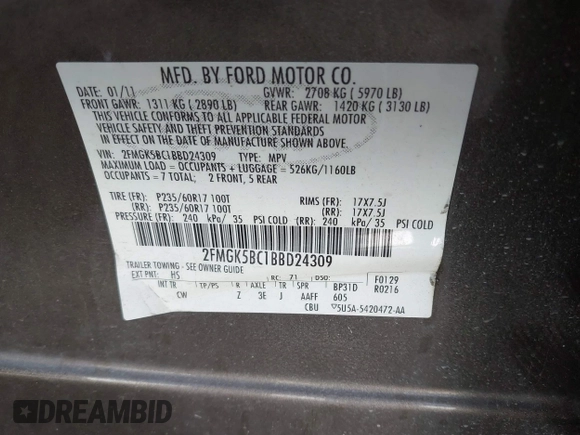 MFD. BY FORD MOTOR CO.
DATE: 01/11 GVWR: 2708 KG ( 5970 LB)
FRONT GAWR: 1311 KG ( 2890 LB) REAR GAWR: 1420 KG ( 3130 LB)
THIS VEHICLE CONFORMS TO ALL APPLICABLE FEDERAL MOTOR
VEHICLE SAFETY AND THEFT PREVENTION STANDARDS
IN EFFECT ON THE DATE OF MANUFACTURE SHOWN ABOVE.
VIN: 2FMGK5BC1BBD24309 TYPE: MPV
MAXIMUM LOAD = OCCUPANTS + LUGGAGE = 526KG/1160LB
OCCUPANTS = 7 TOTAL; 2 FRONT, 5 REAR
TIRE (FR): P235/60R17 100T RIMS (FR): 17X7.5J
(RR): P235/60R17 100T (RR): 17X7.5J
PRESSURE (FR): 240 kPa/ 35 PSI COLD (RR): 240 kPa/ 35 PSI COLD
2FMGK5BC1BBD24309
TRAILER TOWING - SEE OWNER GUIDE
EXT PNT: HS RC: 71 DSO: F0129
INT TR TP/PS R AXLE TR SPR BP31D R0216
CW Z 3E J AAFF 605
CBU 5U5A-5420472-AA
DREAMBID